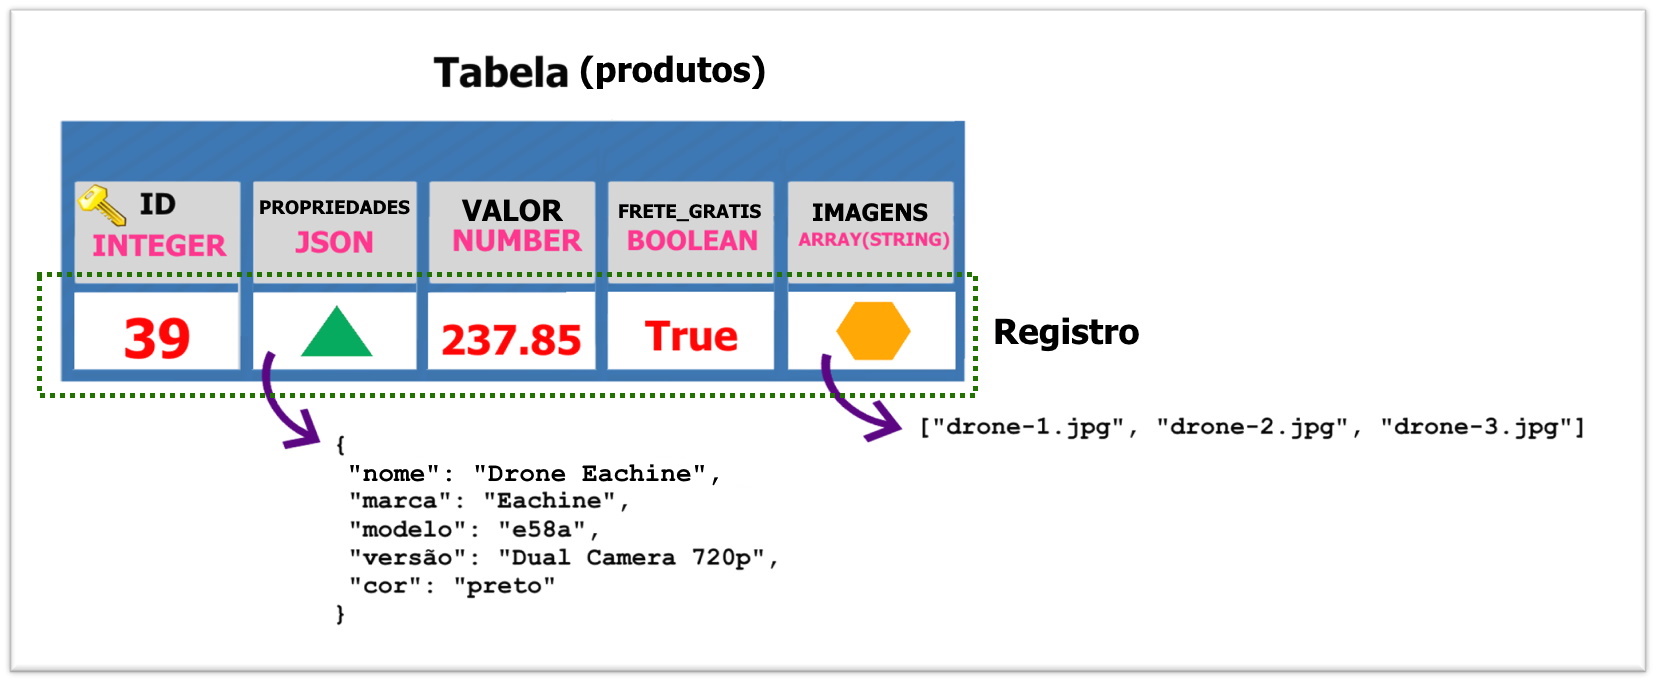 Tabela (produtos)
ID
INTEGER
PROPRIEDADES
JSON
VALOR
NUMBER
FRETE_GRATIS
BOOLEAN
IMAGENS
ARRAY(STRING)
39
237.85
True
Registro
["drone-1.jpg", "drone-2.jpg", "drone-3.jpg"]
{
"nome": "Drone Eachine",
"marca": "Eachine",
"modelo": "e58a",
"versão": "Dual Camera 720p",
"cor": "preto"
}